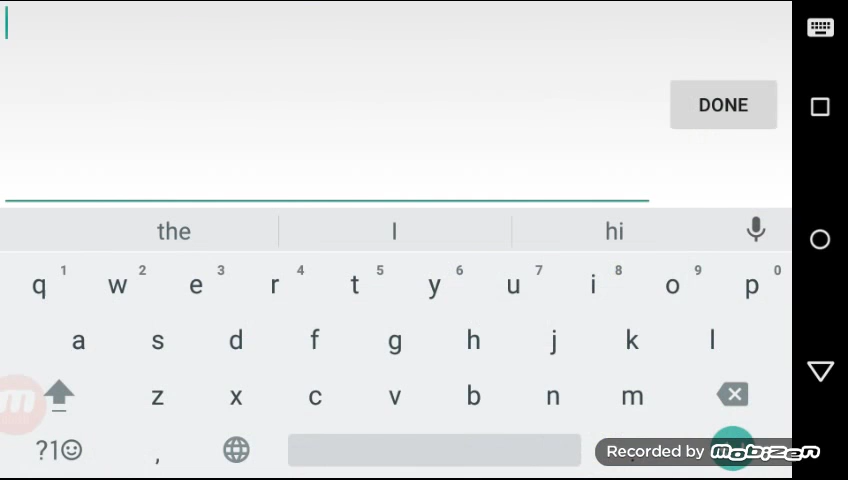 DONE
the I hi
q 1 w 2 e 3 r 4 t 5 y 6 u 7 i 8 o 9 p 0
a s d f g h j k l
z x c v b n m
?1☺ ,
Recorded by mobizen